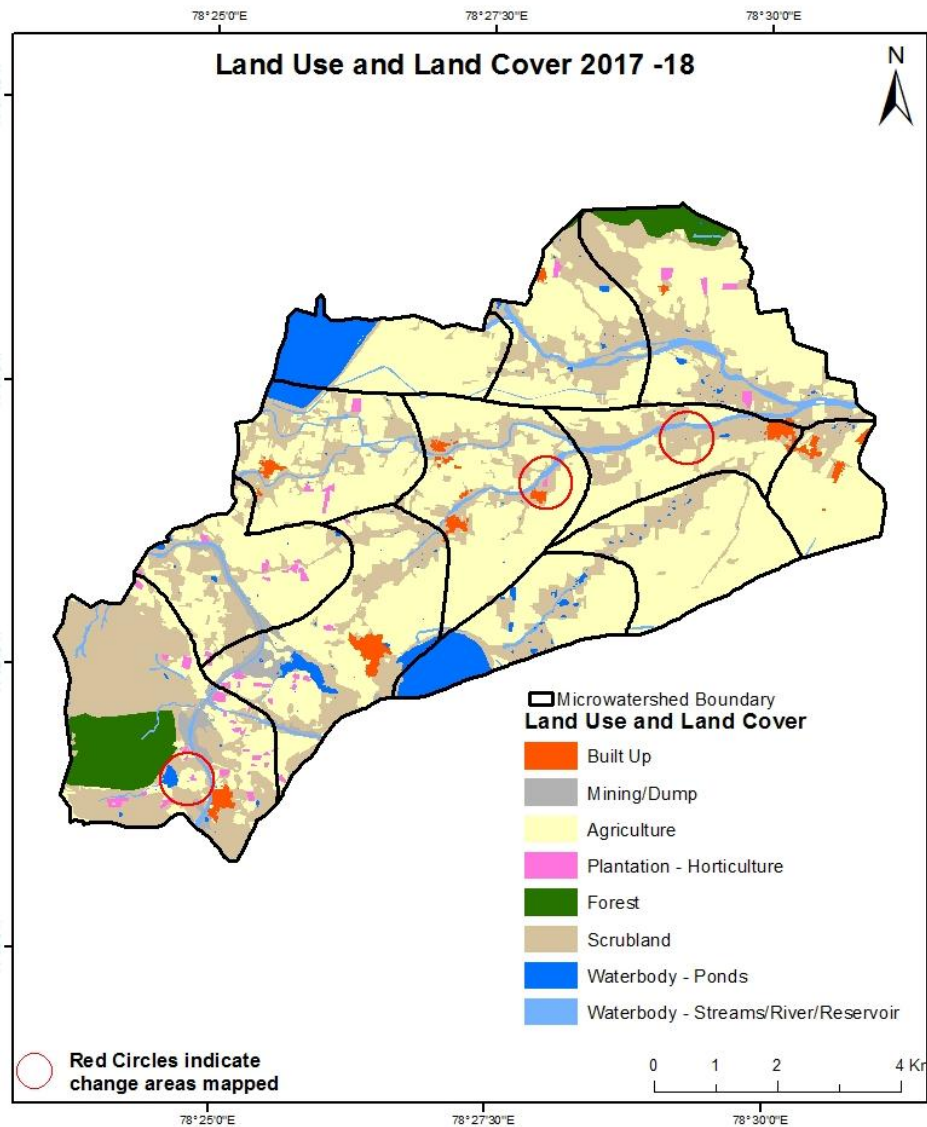 78°25'0"E 78°27'30"E 78°30'0"E
Land Use and Land Cover 2017 -18
N
Microwatershed Boundary
Land Use and Land Cover
Built Up
Mining/Dump
Agriculture
Plantation - Horticulture
Forest
Scrubland
Waterbody - Ponds
Waterbody - Streams/River/Reservoir
Red Circles indicate
change areas mapped
0 1 2 4 Km
78°25'0"E 78°27'30"E 78°30'0"E